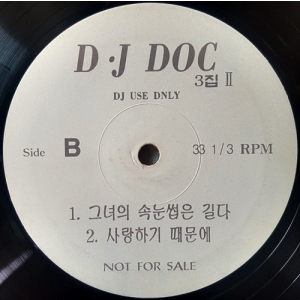 D·J DOC
3집 II
DJ USE DNLY
Side B 33 1/3 RPM
1. 그녀의 속눈썹은 길다
2. 사랑하기 때문에
NOT FOR SALE